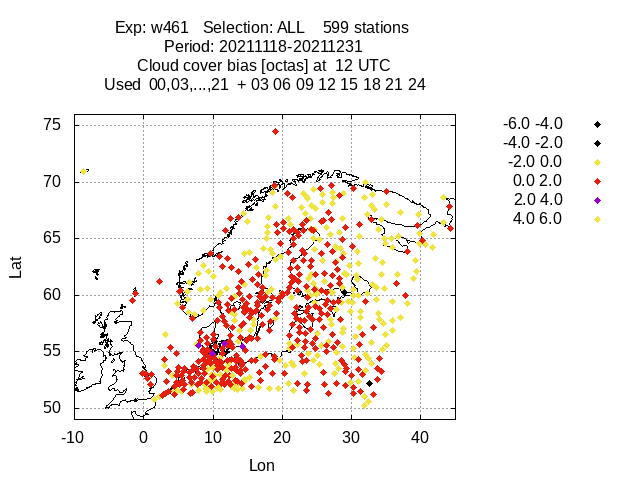 Exp: w461 Selection: ALL 599 stations
Period: 20211118-20211231
Cloud cover bias [octas] at 12 UTC
Used 00,03,...,21 + 03 06 09 12 15 18 21 24
-6.0 -4.0
-4.0 -2.0
-2.0 0.0
0.0 2.0
2.0 4.0
4.0 6.0
75
70
65
60
55
50
Lat
-10 0 10 20 30 40
Lon